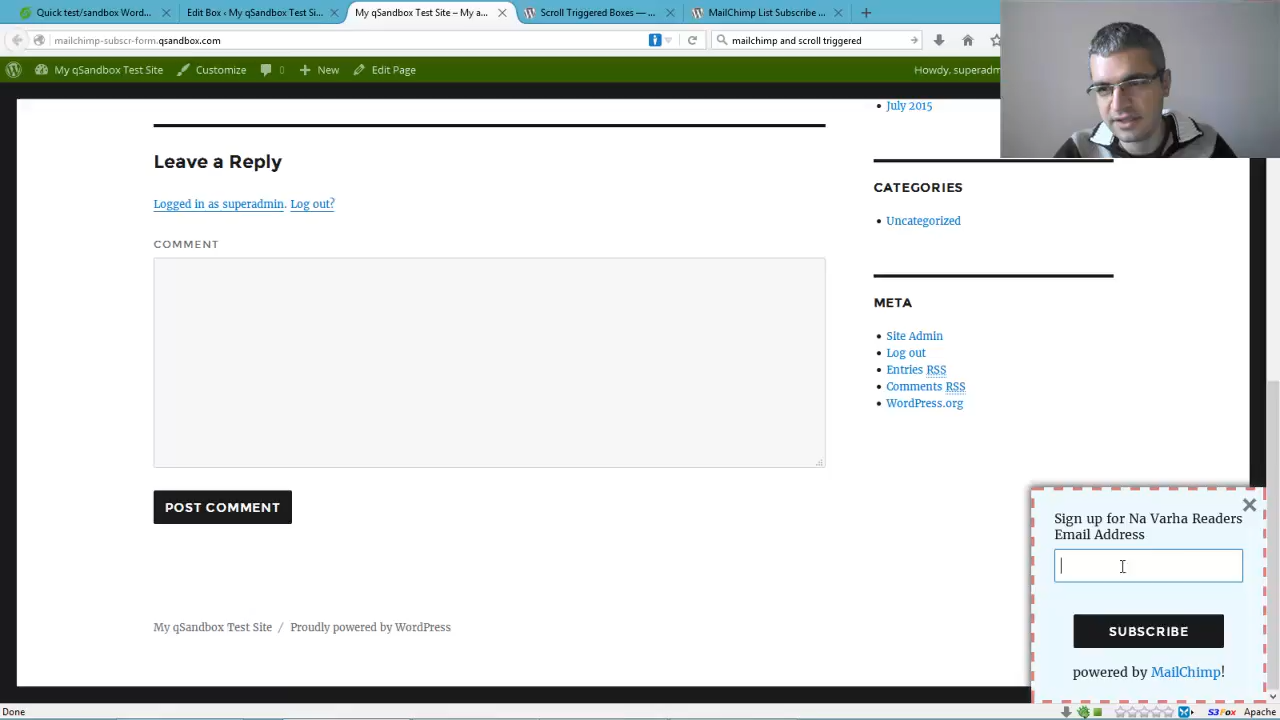 Quick test/sandbox Word...
Edit Box ‹ My qSandbox Test Si...
My qSandbox Test Site – My a...
Scroll Triggered Boxes — ...
MailChimp List Subscribe ...
mailchimp-subscr-form.qsandbox.com
mailchimp and scroll triggered
My qSandbox Test Site
Customize
0
New
Edit Page
Howdy, superadm
July 2015
Leave a Reply
Logged in as superadmin. Log out?
COMMENT
POST COMMENT
CATEGORIES
Uncategorized
META
Site Admin
Log out
Entries RSS
Comments RSS
WordPress.org
Sign up for Na Varha Readers
Email Address
SUBSCRIBE
powered by MailChimp!
My qSandbox Test Site / Proudly powered by WordPress
Done
S3Fox
Apache